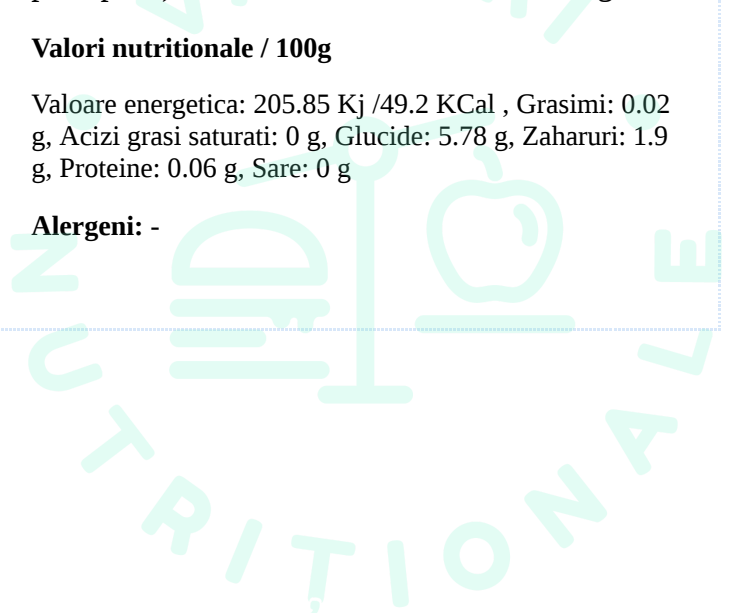 Valori nutritionale / 100g
Valoare energetica: 205.85 Kj /49.2 KCal , Grasimi: 0.02
g, Acizi grasi saturati: 0 g, Glucide: 5.78 g, Zaharuri: 1.9
g, Proteine: 0.06 g, Sare: 0 g
Alergeni: -
NUTRITIONALE